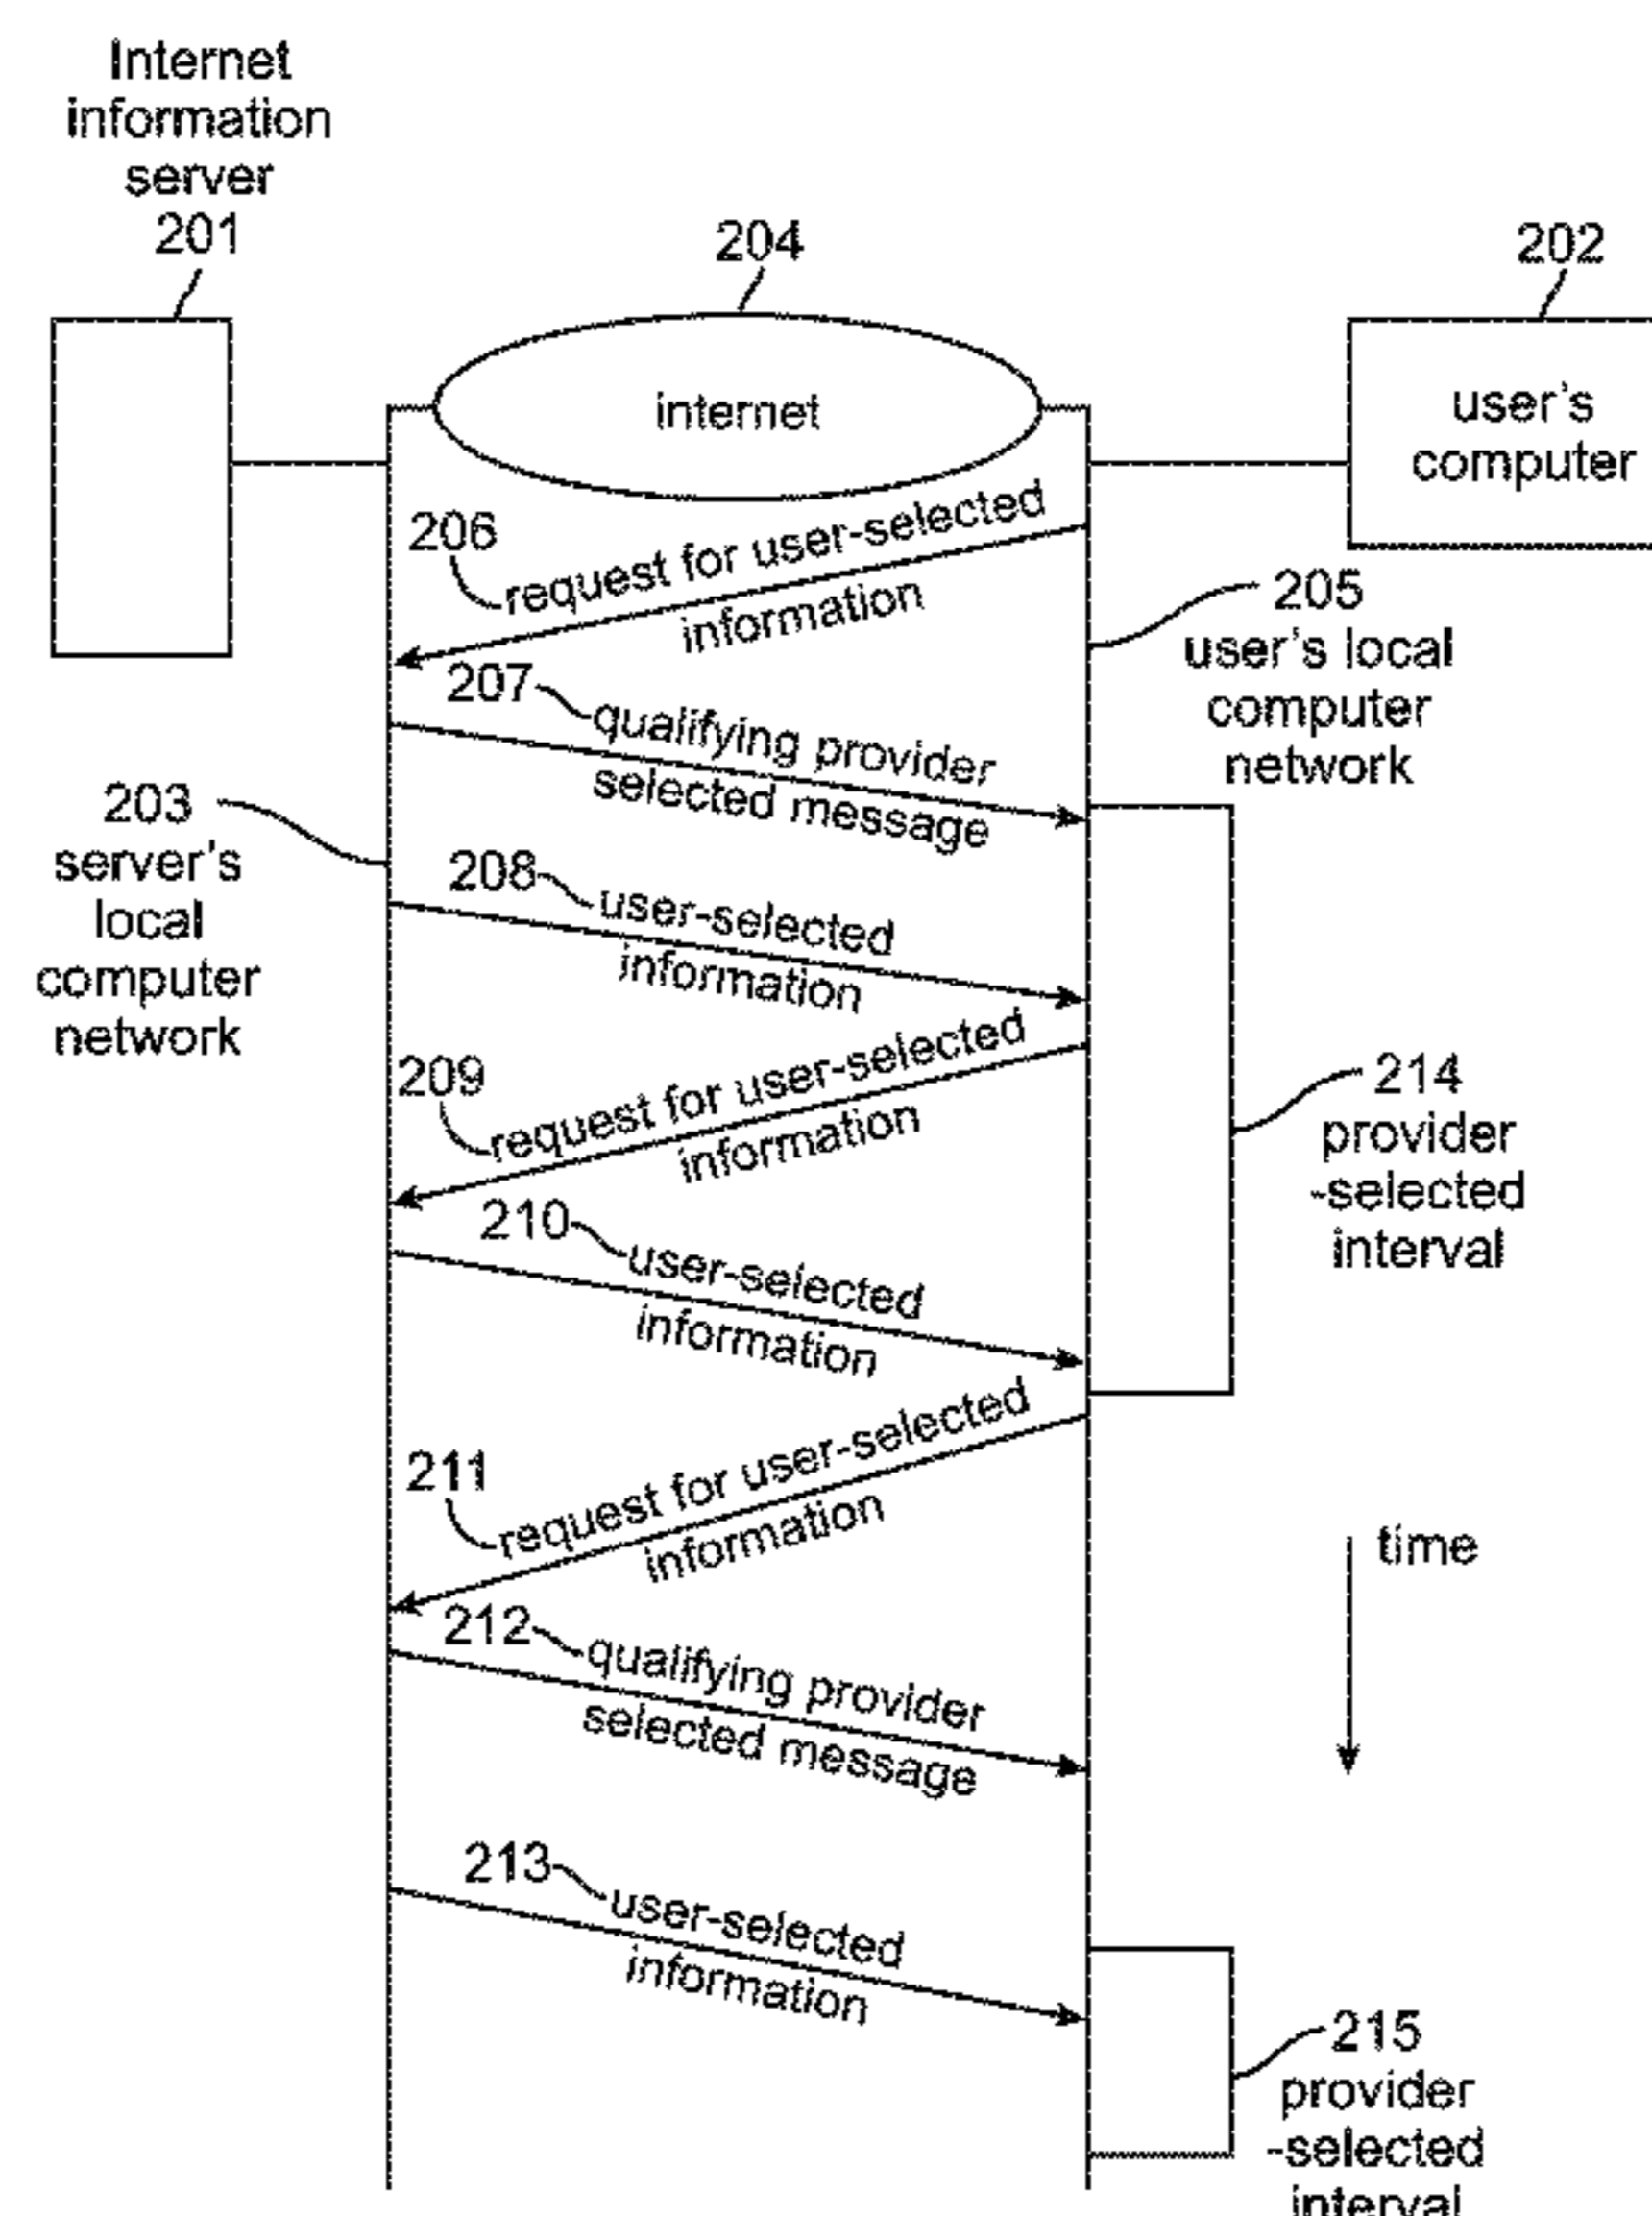 Internet
information
server
201
204
202
internet
user's
computer
206
request for user-selected
information
205
user's local
computer
network
207
qualifying provider
selected message
203
server's
local
computer
network
208
user-selected
information
209
request for user-selected
information
214
provider
-selected
interval
210
user-selected
information
211
request for user-selected
information
time
212
qualifying provider
selected message
213
user-selected
information
215
provider
-selected
interval